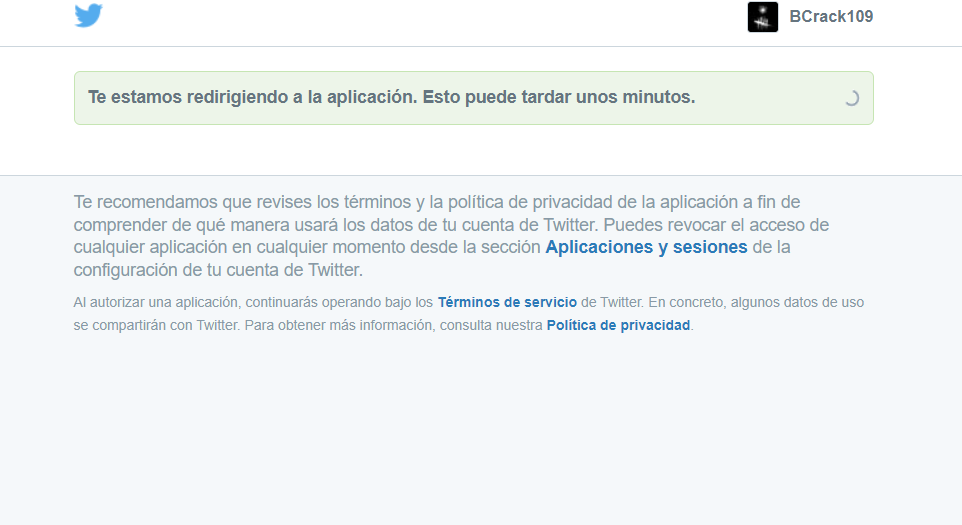 BCrack109
Te estamos redirigiendo a la aplicación. Esto puede tardar unos minutos.
Te recomendamos que revises los términos y la política de privacidad de la aplicación a fin de
comprender de qué manera usará los datos de tu cuenta de Twitter. Puedes revocar el acceso de
cualquier aplicación en cualquier momento desde la sección Aplicaciones y sesiones de la
configuración de tu cuenta de Twitter.
Al autorizar una aplicación, continuarás operando bajo los Términos de servicio de Twitter. En concreto, algunos datos de uso
se compartirán con Twitter. Para obtener más información, consulta nuestra Política de privacidad.